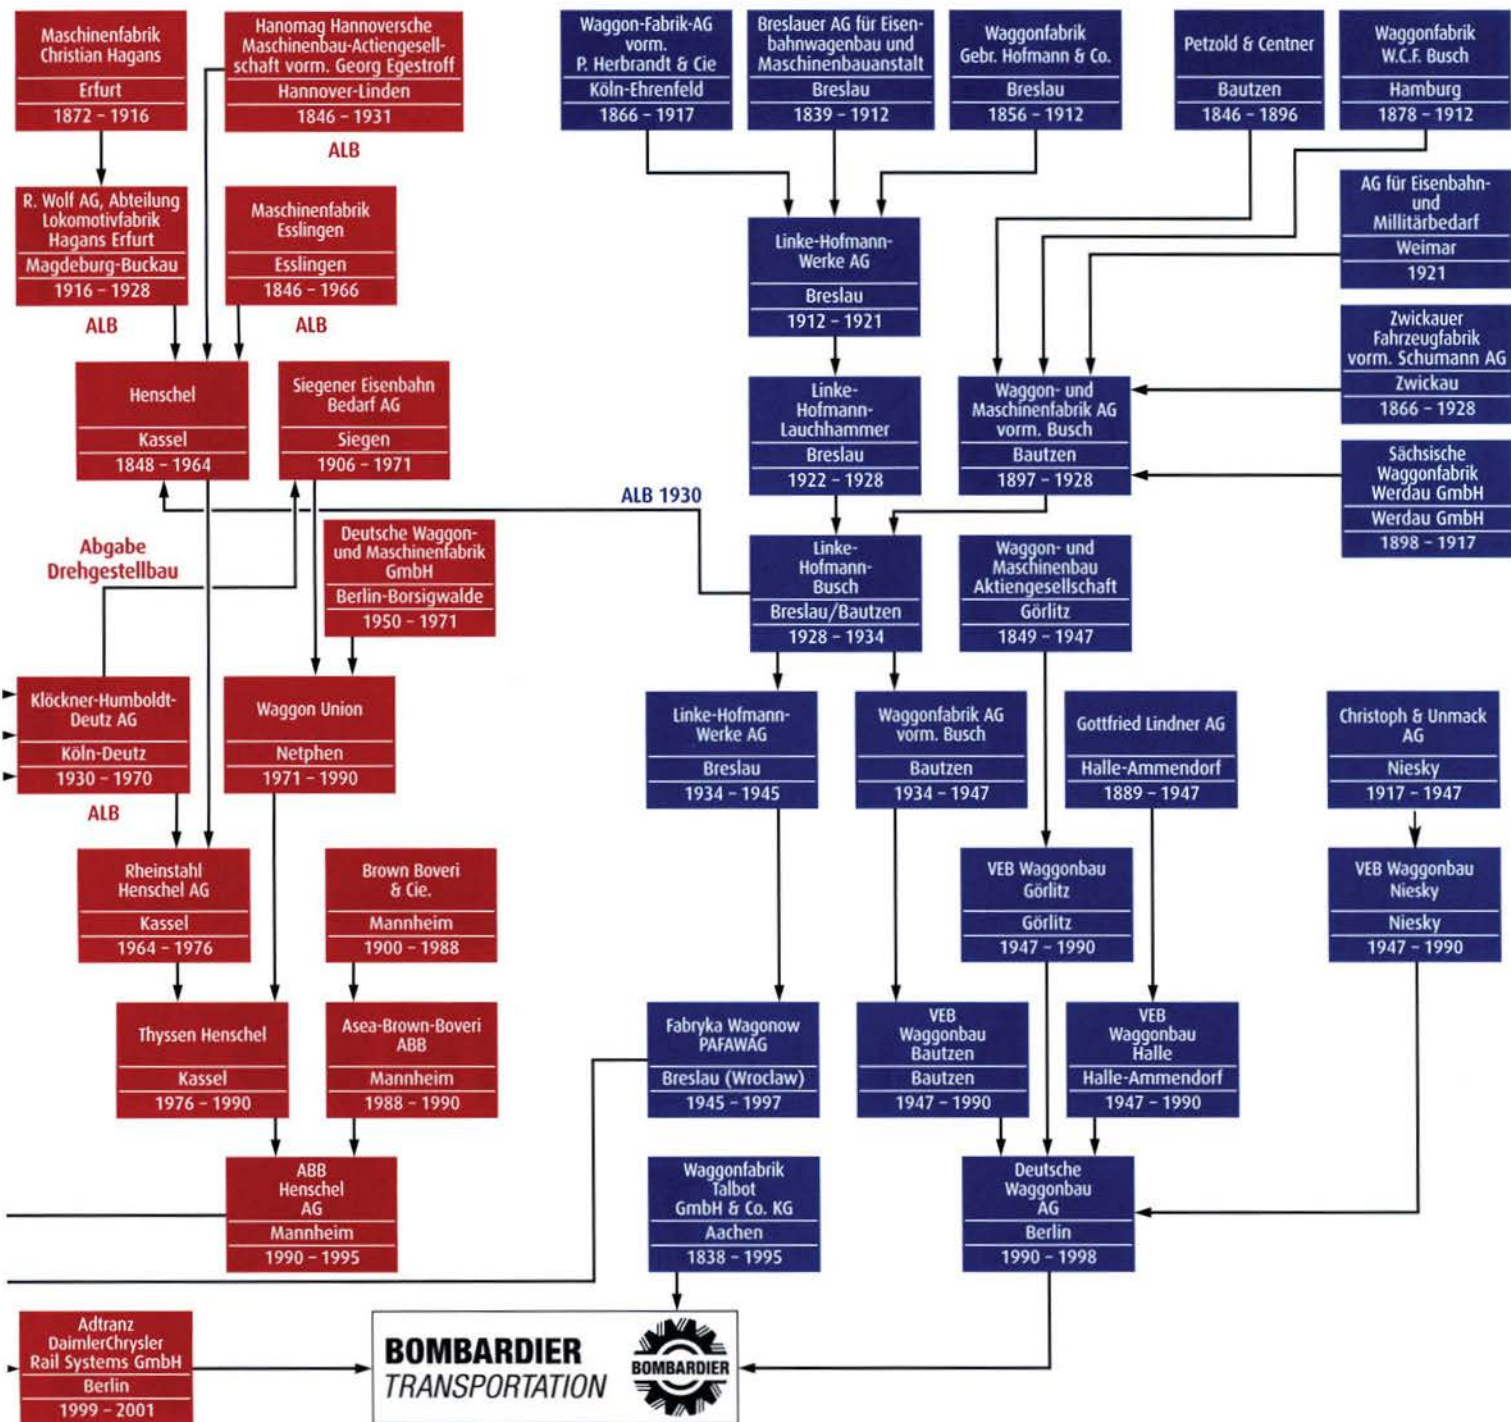 Maschinenfabrik
Christian Hagans
Erfurt
1872 – 1916
Hanomag Hannoversche
Maschinenbau-Actiengesell-
schaft vorm. Georg Egestroff
Hannover-Linden
1846 – 1931
ALB
Waggon-Fabrik-AG
vorm.
P. Herbrandt & Cie
Köln-Ehrenfeld
1866 – 1917
Breslauer AG für Eisen-
bahnwagenbau und
Maschinenbauanstalt
Breslau
1839 – 1912
Waggonfabrik
Gebr. Hofmann & Co.
Breslau
1856 – 1912
Petzold & Centner
Bautzen
1846 – 1896
Waggonfabrik
W.C.F. Busch
Hamburg
1878 – 1912
R. Wolf AG, Abteilung
Lokomotivfabrik
Hagans Erfurt
Magdeburg-Buckau
1916 – 1928
ALB
Maschinenfabrik
Esslingen
Esslingen
1846 – 1966
ALB
Linke-Hofmann-
Werke AG
Breslau
1912 – 1921
AG für Eisenbahn-
und
Millitärbedarf
Weimar
1921
Zwickauer
Fahrzeugfabrik
vorm. Schumann AG
Zwickau
1866 – 1928
Henschel
Kassel
1848 – 1964
Siegener Eisenbahn
Bedarf AG
Siegen
1906 – 1971
Linke-
Hofmann-
Lauchhammer
Breslau
1922 – 1928
Waggon- und
Maschinenfabrik AG
vorm. Busch
Bautzen
1897 – 1928
Sächsische
Waggonfabrik
Werdau GmbH
Werdau GmbH
1898 – 1917
ALB 1930
Abgabe
Drehgestellbau
Deutsche Waggon-
und Maschinenfabrik
GmbH
Berlin-Borsigwalde
1950 – 1971
Linke-
Hofmann-
Busch
Breslau/Bautzen
1928 – 1934
Waggon- und
Maschinenbau
Aktiengesellschaft
Görlitz
1849 – 1947
Klöckner-Humboldt-
Deutz AG
Köln-Deutz
1930 – 1970
ALB
Waggon Union
Netphen
1971 – 1990
Linke-Hofmann-
Werke AG
Breslau
1934 – 1945
Waggonfabrik AG
vorm. Busch
Bautzen
1934 – 1947
Gottfried Lindner AG
Halle-Ammendorf
1889 – 1947
Christoph & Unmack
AG
Niesky
1917 – 1947
Rheinstahl
Henschel AG
Kassel
1964 – 1976
Brown Boveri
& Cie.
Mannheim
1900 – 1988
VEB Waggonbau
Görlitz
Görlitz
1947 – 1990
VEB Waggonbau
Niesky
Niesky
1947 – 1990
Thyssen Henschel
Kassel
1976 – 1990
Asea-Brown-Boveri
ABB
Mannheim
1988 – 1990
Fabryka Wagonow
PAFAWAG
Breslau (Wroclaw)
1945 – 1997
VEB
Waggonbau
Bautzen
Bautzen
1947 – 1990
VEB
Waggonbau
Halle
Halle-Ammendorf
1947 – 1990
ABB
Henschel
AG
Mannheim
1990 – 1995
Waggonfabrik
Talbot
GmbH & Co. KG
Aachen
1838 – 1995
Deutsche
Waggonbau
AG
Berlin
1990 – 1998
Adtranz
DaimlerChrysler
Rail Systems GmbH
Berlin
1999 – 2001
BOMBARDIER
TRANSPORTATION
BOMBARDIER